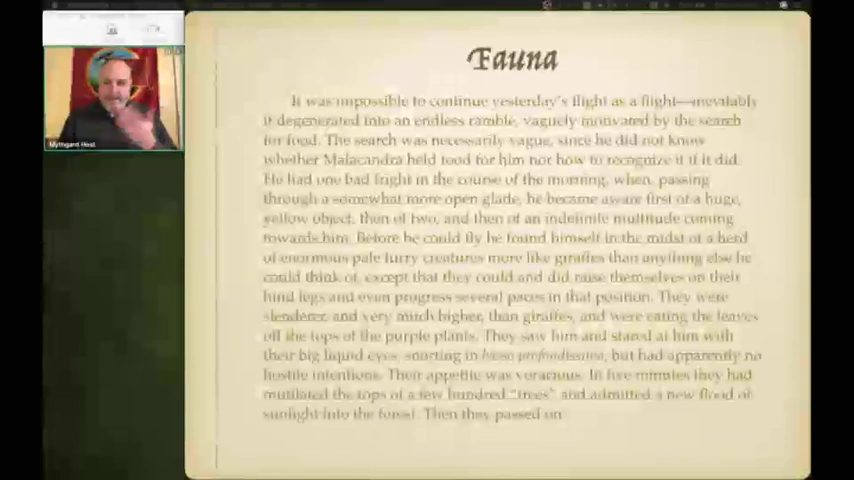 Fauna
It was impossible to continue yesterday's flight as a flight—inevitably
it degenerated into an endless ramble, vaguely motivated by the search
for food. The search was necessarily vague, since he did not know
whether Malacandra held food for him nor how to recognize it if it did.
He had one bad fright in the course of the morning, when, passing
through a somewhat more open glade, he became aware first of a huge,
yellow object, then of two, and then of an indefinite multitude coming
towards him. Before he could fly he found himself in the midst of a herd
of enormous pale furry creatures more like giraffes than anything else he
could think of, except that they could and did raise themselves on their
hind legs and even progress several paces in that position. They were
slenderer, and very much higher, than giraffes, and were eating the leaves
off the tops of the purple plants. They saw him and stared at him with
their big liquid eyes, snorting in basso profondissimo, but had apparently no
hostile intentions. Their appetite was voracious. In five minutes they had
mutilated the tops of a few hundred "trees" and admitted a new flood of
sunlight into the forest. Then they passed on
Mythgard Host